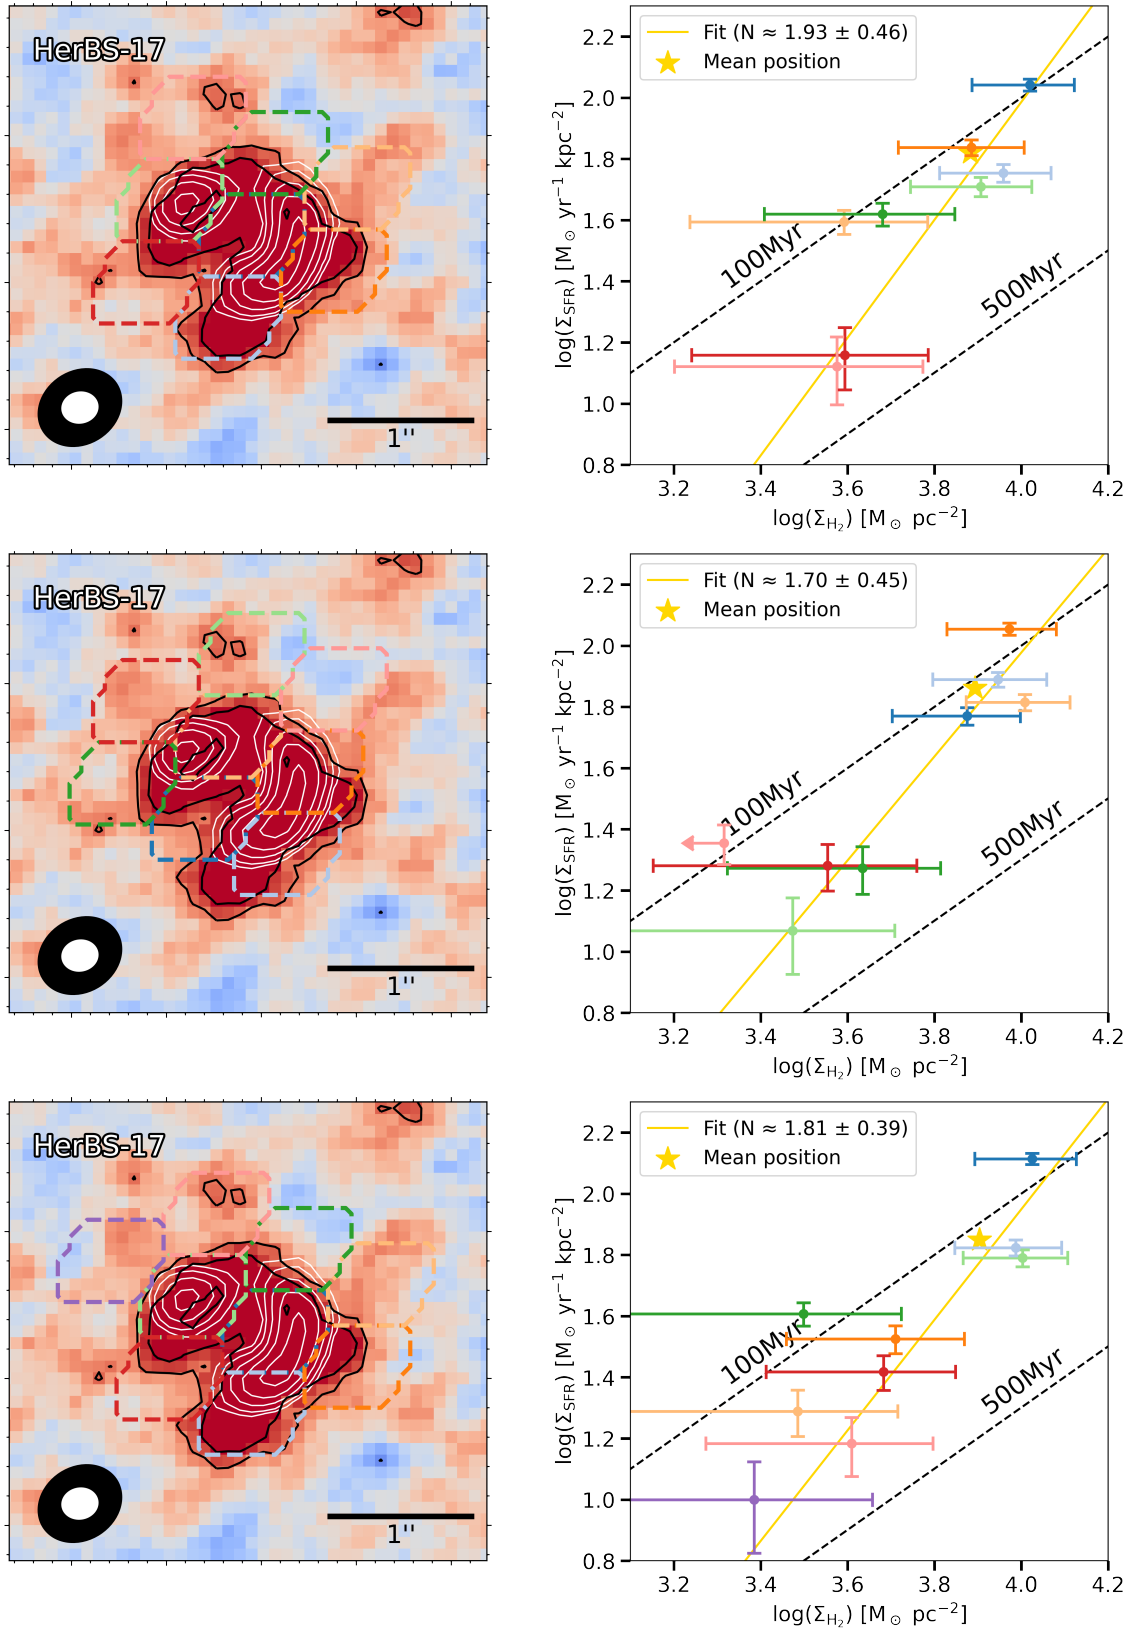 HerBS-17
1''
Fit (N ≈ 1.93 ± 0.46)
Mean position
100Myr
500Myr
2.2
2.0
1.8
1.6
1.4
1.2
1.0
0.8
log(Σ_SFR) [M⊙ yr⁻¹ kpc⁻²]
3.2 3.4 3.6 3.8 4.0 4.2
log(Σ_H₂) [M⊙ pc⁻²]
HerBS-17
1''
Fit (N ≈ 1.70 ± 0.45)
Mean position
100Myr
500Myr
2.2
2.0
1.8
1.6
1.4
1.2
1.0
0.8
log(Σ_SFR) [M⊙ yr⁻¹ kpc⁻²]
3.2 3.4 3.6 3.8 4.0 4.2
log(Σ_H₂) [M⊙ pc⁻²]
HerBS-17
1''
Fit (N ≈ 1.81 ± 0.39)
Mean position
100Myr
500Myr
2.2
2.0
1.8
1.6
1.4
1.2
1.0
0.8
log(Σ_SFR) [M⊙ yr⁻¹ kpc⁻²]
3.2 3.4 3.6 3.8 4.0 4.2
log(Σ_H₂) [M⊙ pc⁻²]